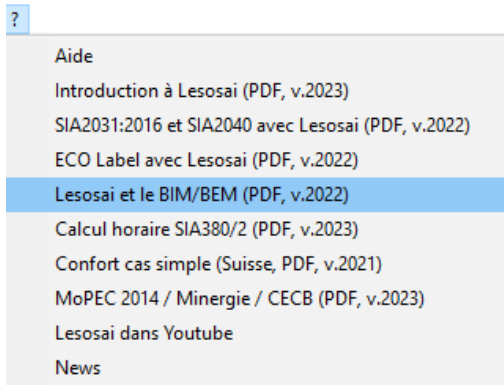 ?
Aide
Introduction à Lesosai (PDF, v.2023)
SIA2031:2016 et SIA2040 avec Lesosai (PDF, v.2022)
ECO Label avec Lesosai (PDF, v.2022)
Lesosai et le BIM/BEM (PDF, v.2022)
Calcul horaire SIA380/2 (PDF, v.2023)
Confort cas simple (Suisse, PDF, v.2021)
MoPEC 2014 / Minergie / CECB (PDF, v.2023)
Lesosai dans Youtube
News